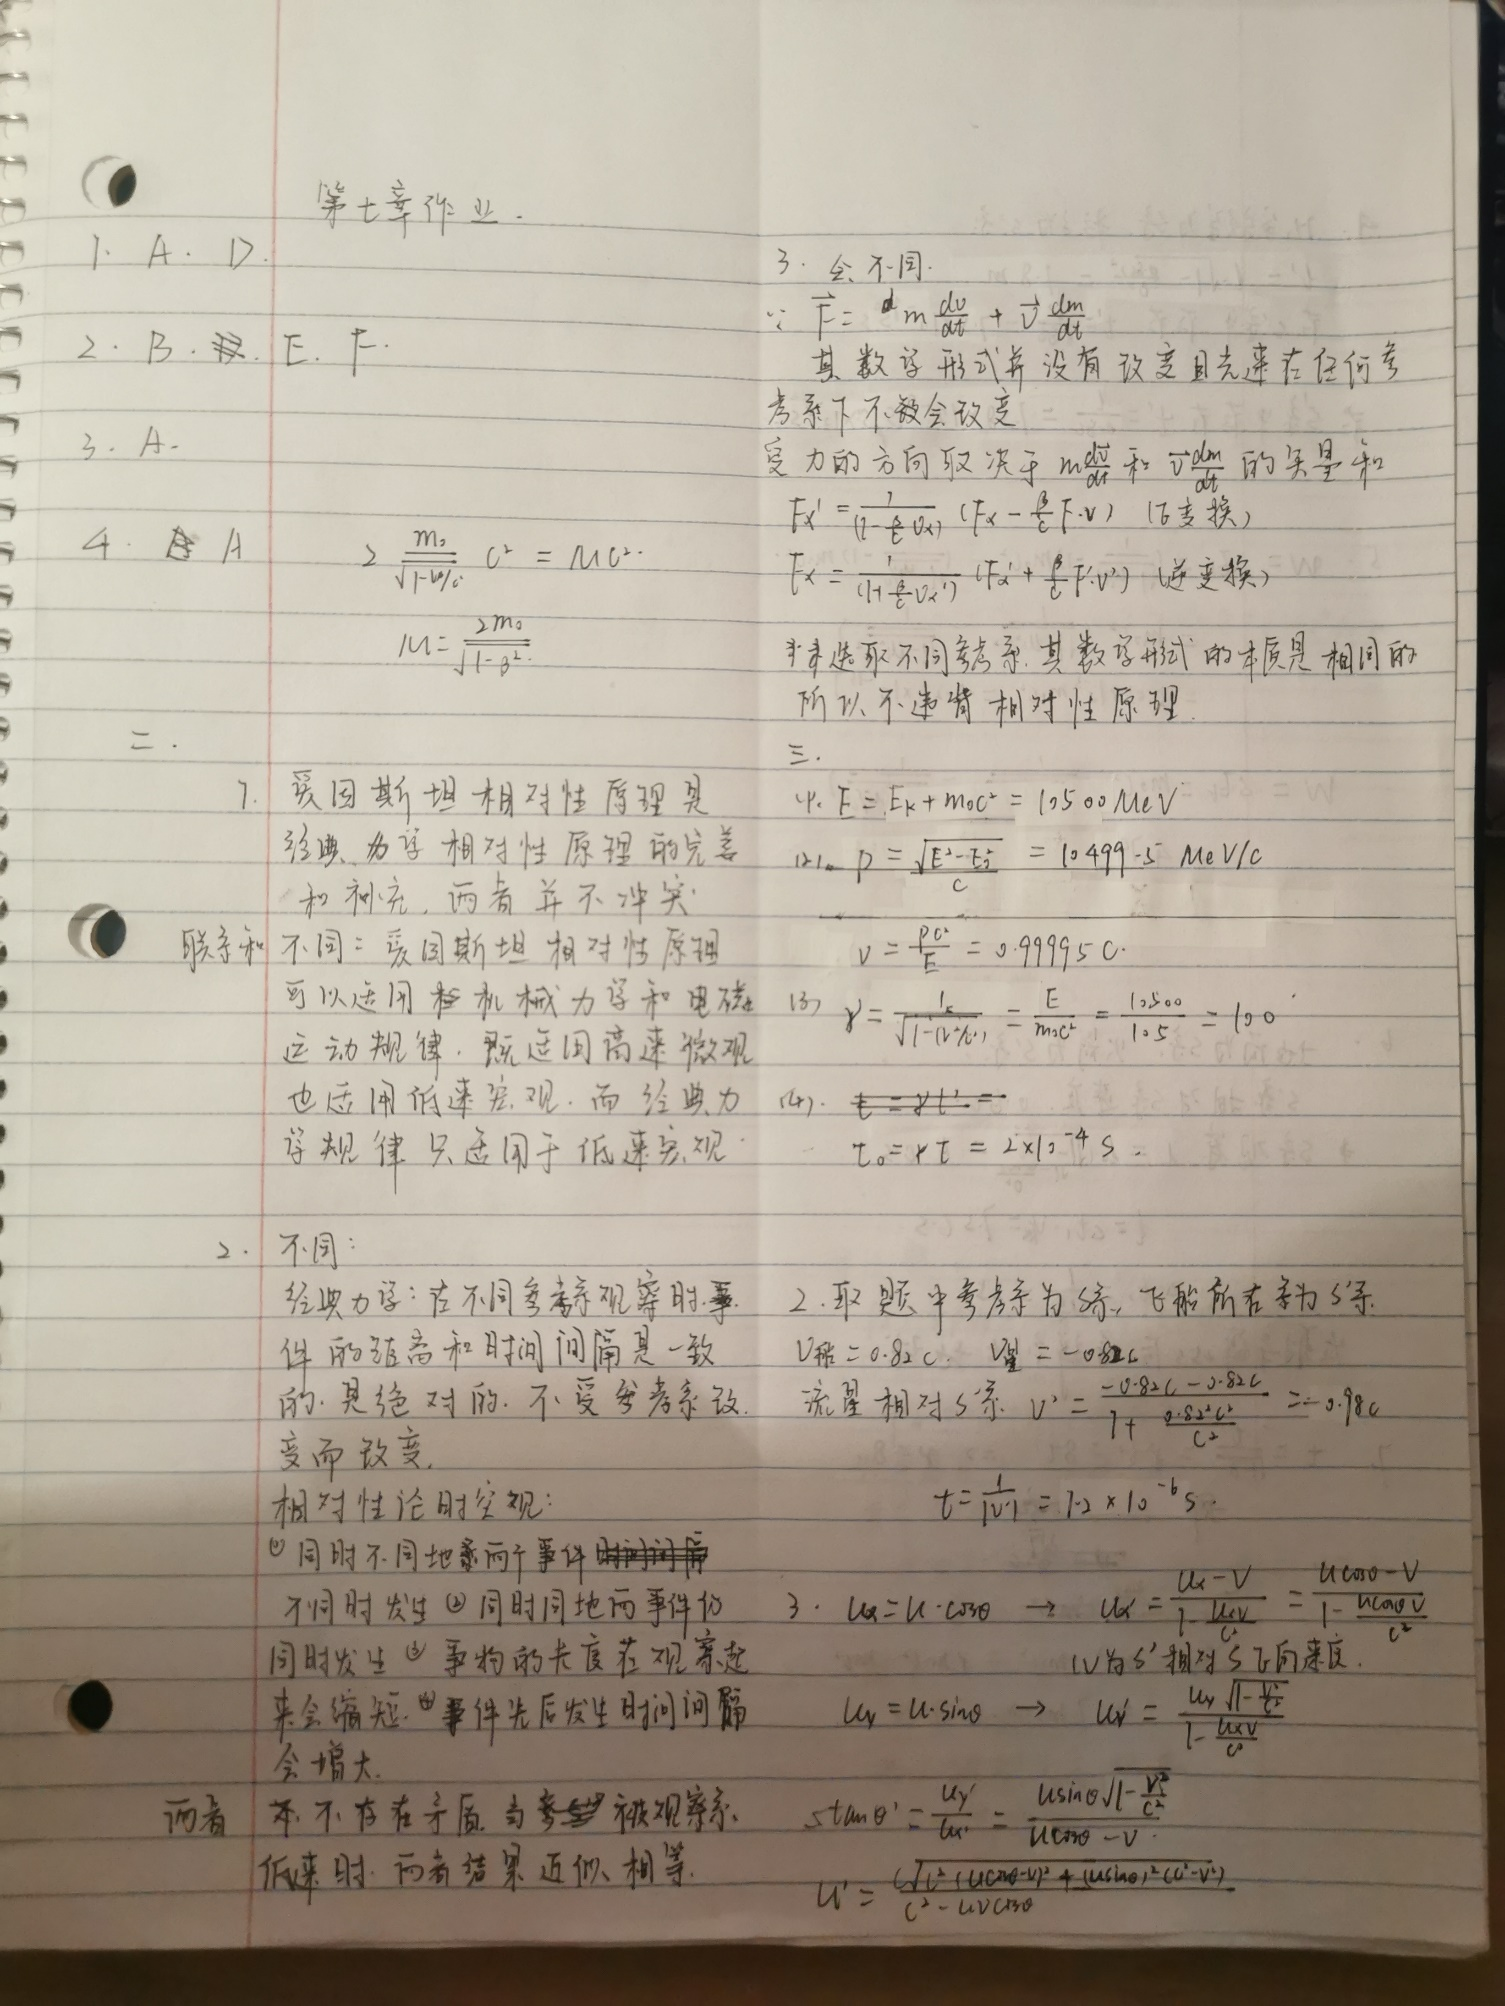 第七章作业.
1. A. D.
2. B. E. F.
3. A.
4. A 2 m₀/√(1-v²/c²) c² = Mc².
M = 2m₀/√(1-β²).
二.
1. 爱因斯坦相对性原理是
经典力学相对性原理的完善
和补充, 两者并不冲突.
联系和不同: 爱因斯坦相对性原理
可以适用机械力学和电磁
运动规律. 既适用高速微观
也适用低速宏观. 而经典力
学规律只适用于低速宏观.
2. 不同:
经典力学: 在不同参考系观察时.事
件的距离和时间间隔是一致
的. 是绝对的. 不受参考系改
变而改变.
相对性论时空观:
① 同时不同地两个事件
不同时发生 ② 同时同地两事件仍
同时发生 ③ 事物的长度在观察起
来会缩短. ④ 事件先后发生时间间隔
会增大.
两者 不存在矛盾. 当被观察系
低速时. 两者结果近似相等.
3. 会不同.
∵ F⃗ = m dv/dt + v⃗ dm/dt
其数学形式并没有改变且光速在任何参
考系下不会改变
受力的方向取决于 m dv⃗/dt 和 v⃗ dm/dt 的矢量和
Fx' = 1/(1-β/c vx) (Fx - β/c F·v) (正变换)
Fx = 1/(1+β/c vx') (Fx' + β/c F'·v') (逆变换)
选取不同参考系. 其数学形式的本质是相同的
所以不违背相对性原理.
三.
(1). E = Ek + m₀c² = 10500 MeV
(2). p = √(E²-E₀²)/c = 10499.5 MeV/c
v = pc²/E = 0.99995 c.
(3) γ = 1/√(1-(v²/c²)) = E/m₀c² = 10500/105 = 100
(4). t₀ = γτ = 2×10⁻⁴ s.
2. 取题中参考系为S系, 飞船所在系为S'系.
V船 = 0.82c. V星 = -0.82c
流星相对S'系 V' = (-0.82c - 0.82c)/(1 + 0.82²c²/c²) = -0.98c
t = 1/|V'| = 1.2 × 10⁻⁶ s.
3. ux = u·cosθ → ux' = (ux - V)/(1 - uxV/c²) = (ucosθ - V)/(1 - ucosθV/c²)
(V为S'相对S正向速度.
uy = u·sinθ → uy' = uy√(1-V²/c²)/(1 - uxV/c²)
tanθ' = uy'/ux' = usinθ√(1-V²/c²)/(ucosθ - V).
u' = c√(c²(ucosθ-V)² + (usinθ)²(c²-V²))/(c² - uVcosθ)